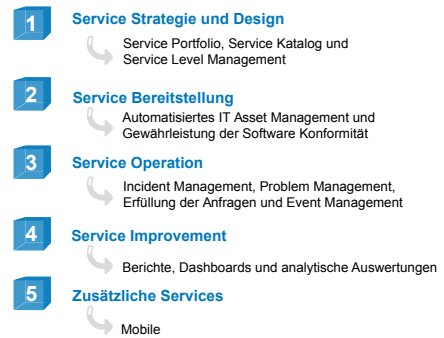 1 Service Strategie und Design
Service Portfolio, Service Katalog und
Service Level Management
2 Service Bereitstellung
Automatisiertes IT Asset Management und
Gewährleistung der Software Konformität
3 Service Operation
Incident Management, Problem Management,
Erfüllung der Anfragen und Event Management
4 Service Improvement
Berichte, Dashboards und analytische Auswertungen
5 Zusätzliche Services
Mobile